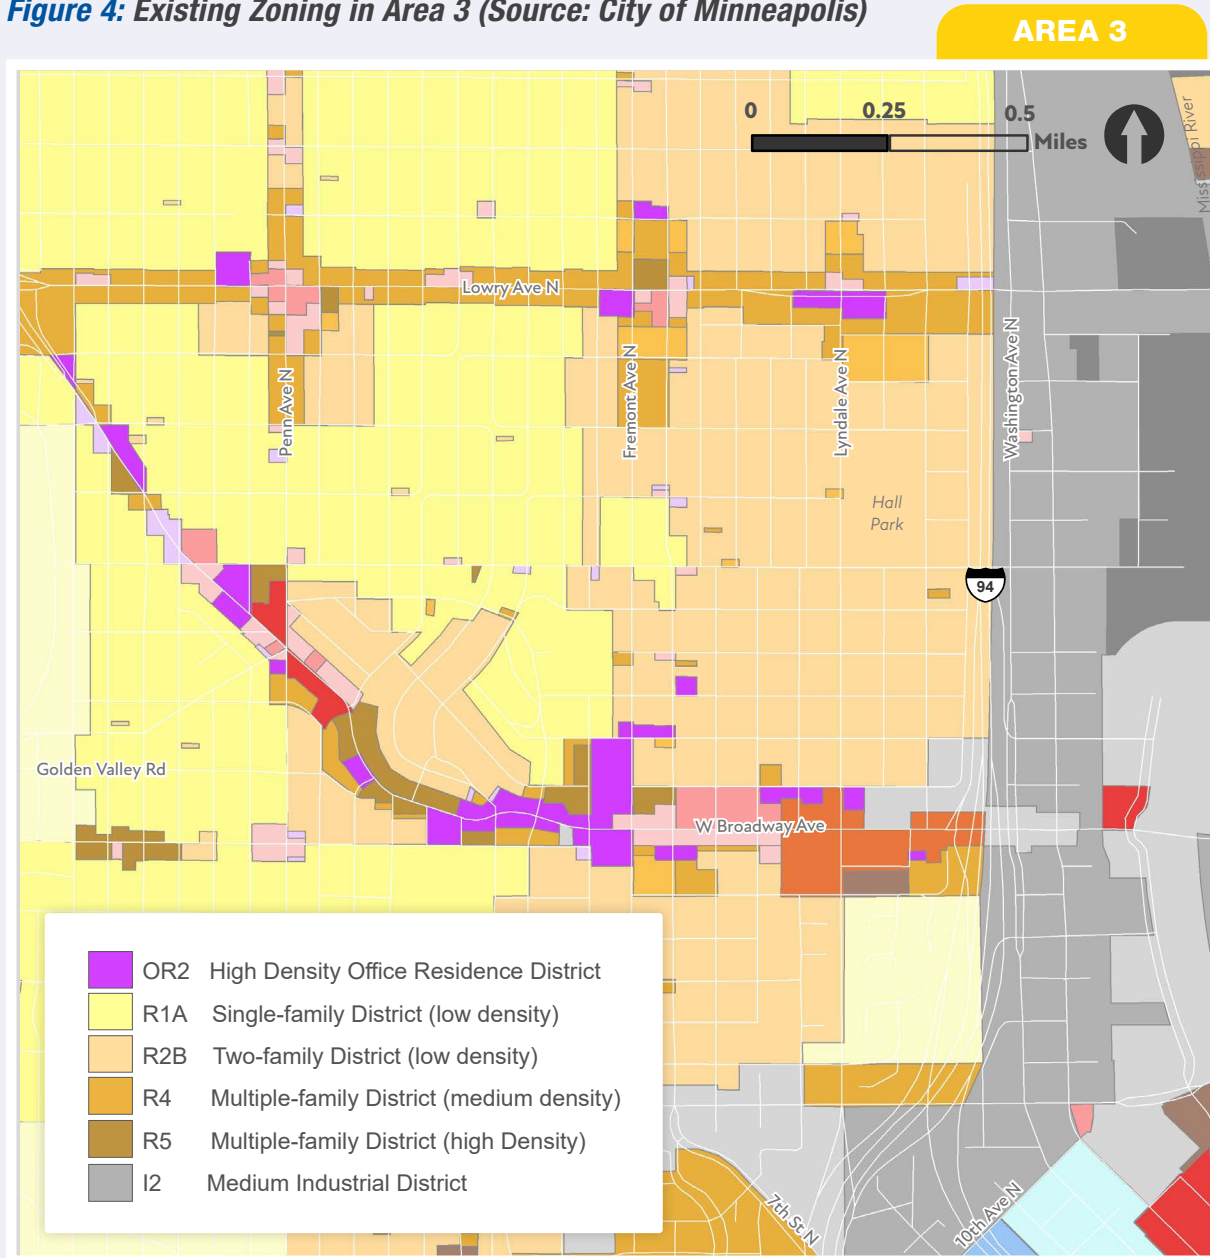 Figure 4: Existing Zoning in Area 3 (Source: City of Minneapolis)
AREA 3
0 0.25 0.5
Miles
Mississippi River
Lowry Ave N
Penn Ave N
Fremont Ave N
Lyndale Ave N
Washington Ave N
Hall
Park
94
Golden Valley Rd
W Broadway Ave
OR2 High Density Office Residence District
R1A Single-family District (low density)
R2B Two-family District (low density)
R4 Multiple-family District (medium density)
R5 Multiple-family District (high Density)
I2 Medium Industrial District
7th St N
10th Ave N